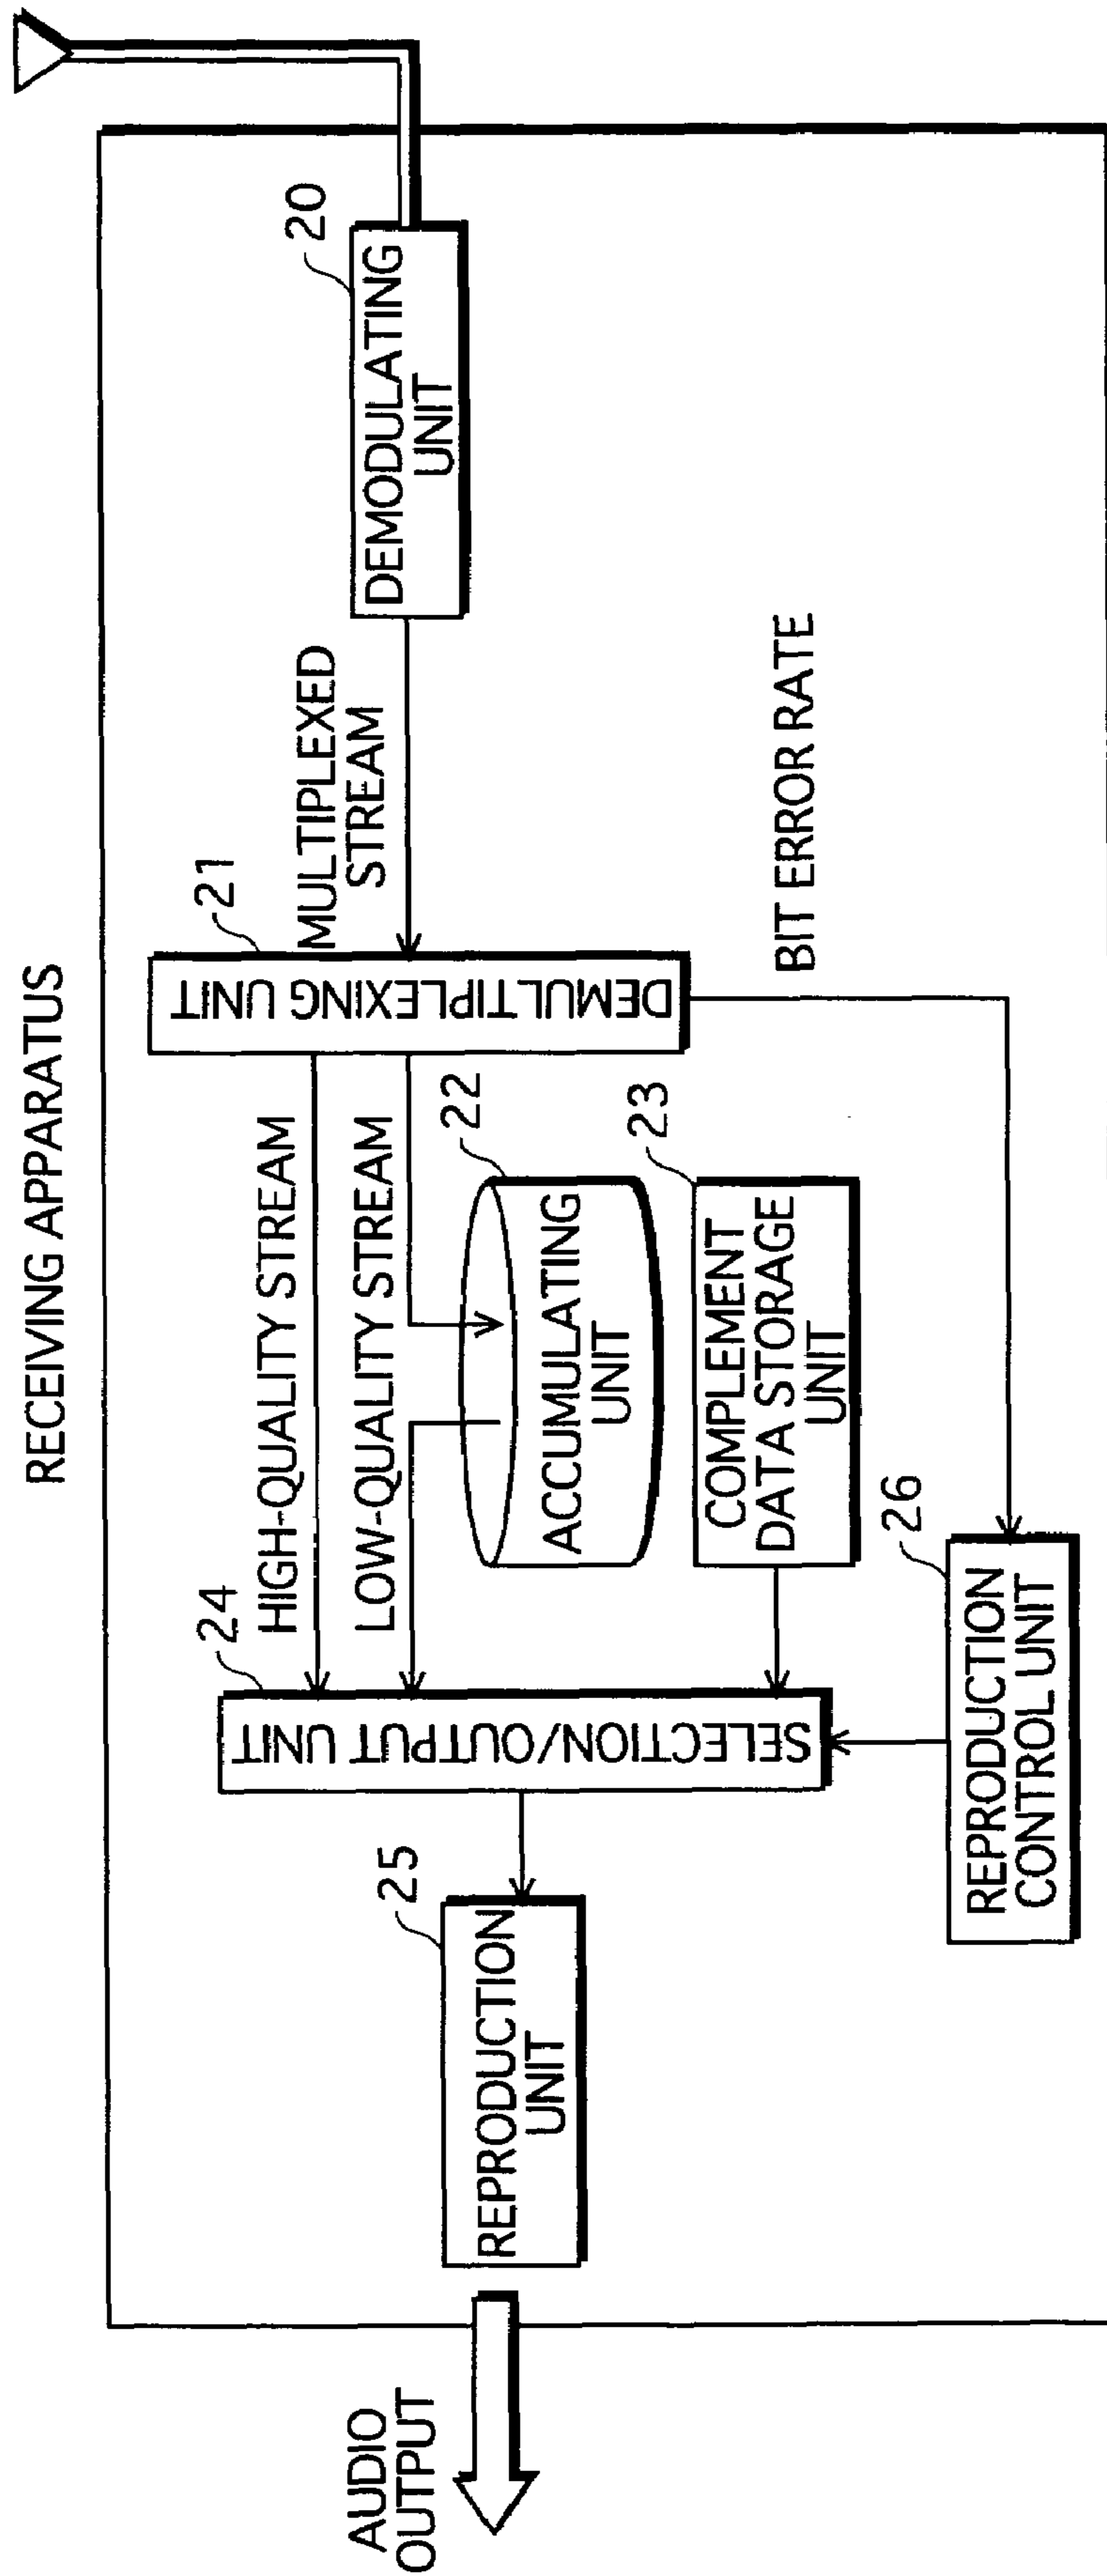 RECEIVING APPARATUS
AUDIO
OUTPUT
25
REPRODUCTION
UNIT
24
SELECTION/OUTPUT UNIT
HIGH-QUALITY STREAM
LOW-QUALITY STREAM
22
ACCUMULATING
UNIT
23
COMPLEMENT
DATA STORAGE
UNIT
26
REPRODUCTION
CONTROL UNIT
21
DEMULTIPLEXING UNIT
MULTIPLEXED
STREAM
BIT ERROR RATE
20
DEMODULATING
UNIT